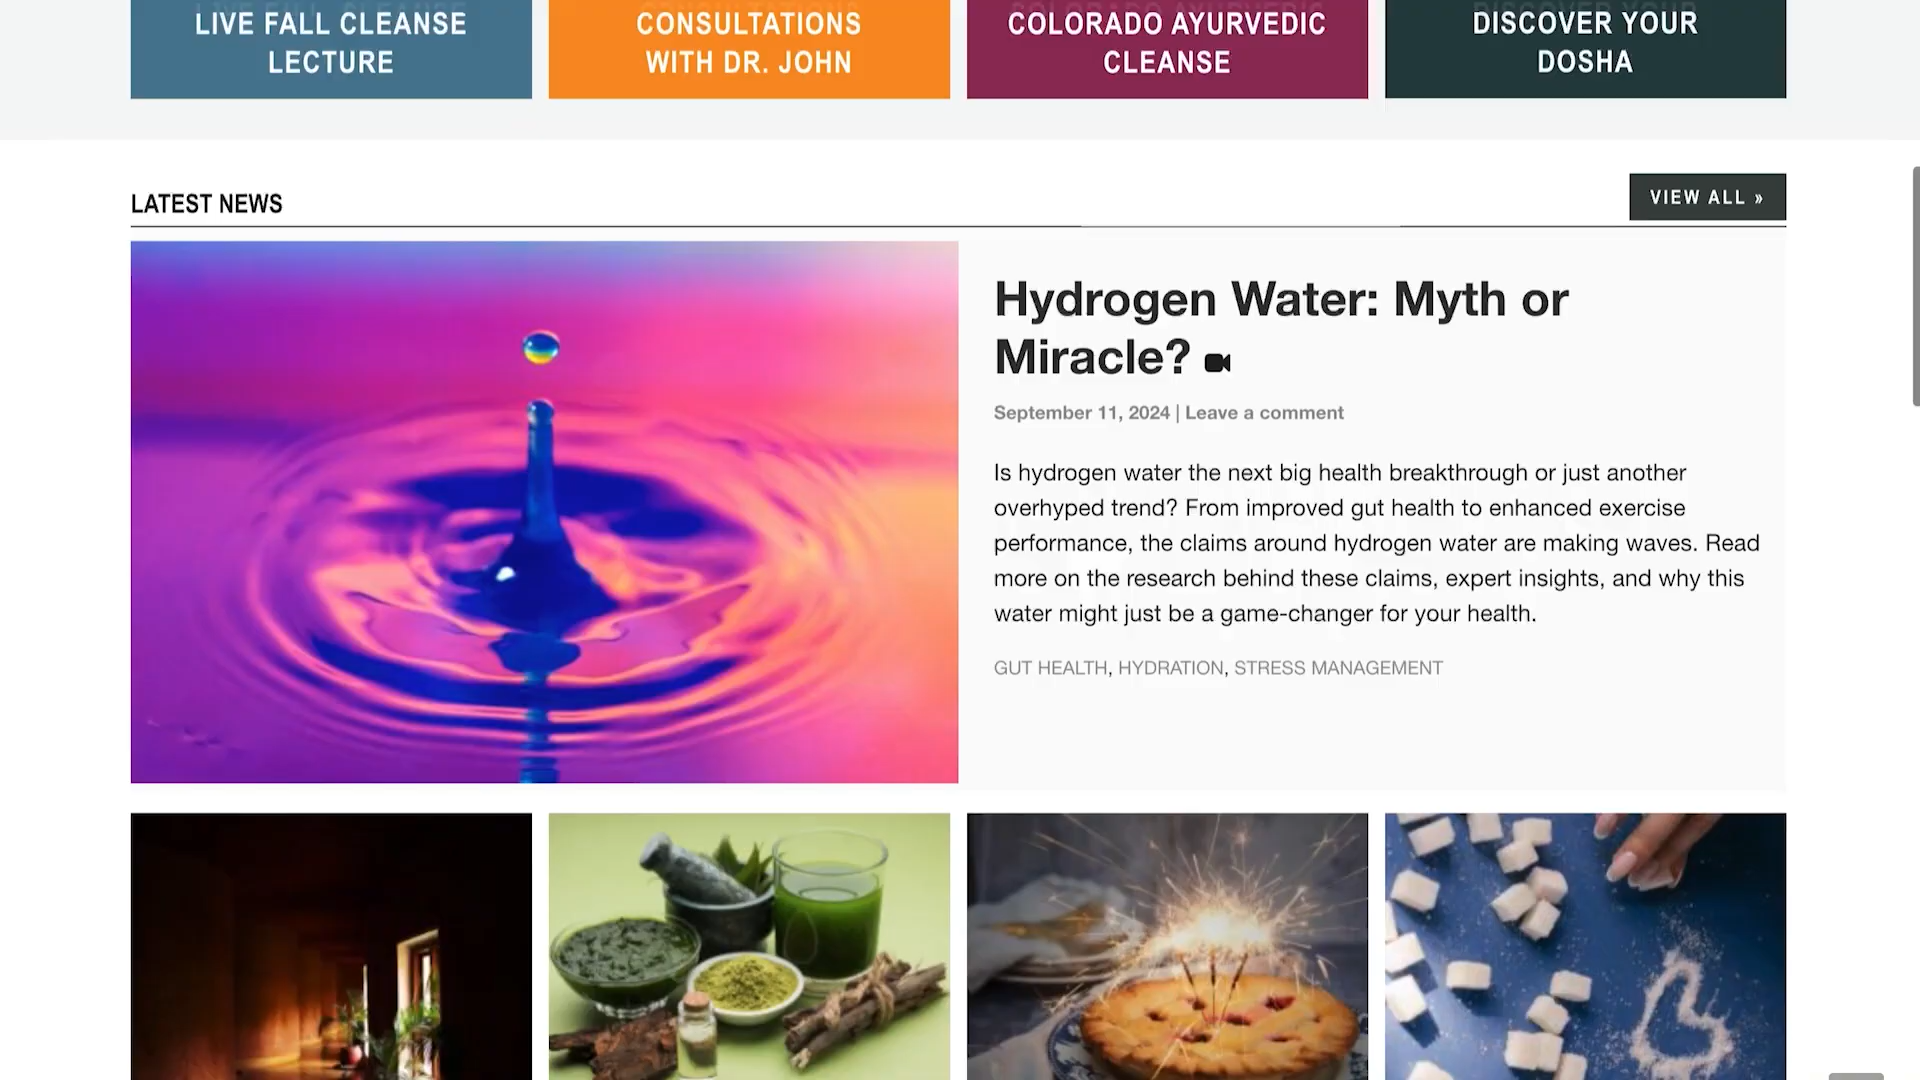 LIVE FALL CLEANSE
LECTURE
CONSULTATIONS
WITH DR. JOHN
COLORADO AYURVEDIC
CLEANSE
DISCOVER YOUR
DOSHA
LATEST NEWS
VIEW ALL »
Hydrogen Water: Myth or
Miracle?
September 11, 2024 | Leave a comment
Is hydrogen water the next big health breakthrough or just another
overhyped trend? From improved gut health to enhanced exercise
performance, the claims around hydrogen water are making waves. Read
more on the research behind these claims, expert insights, and why this
water might just be a game-changer for your health.
GUT HEALTH, HYDRATION, STRESS MANAGEMENT